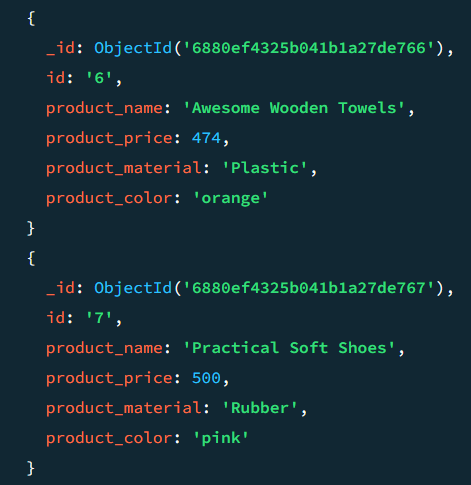 {
_id: ObjectId('6880ef4325b041b1a27de766'),
id: '6',
product_name: 'Awesome Wooden Towels',
product_price: 474,
product_material: 'Plastic',
product_color: 'orange'
}
{
_id: ObjectId('6880ef4325b041b1a27de767'),
id: '7',
product_name: 'Practical Soft Shoes',
product_price: 500,
product_material: 'Rubber',
product_color: 'pink'
}